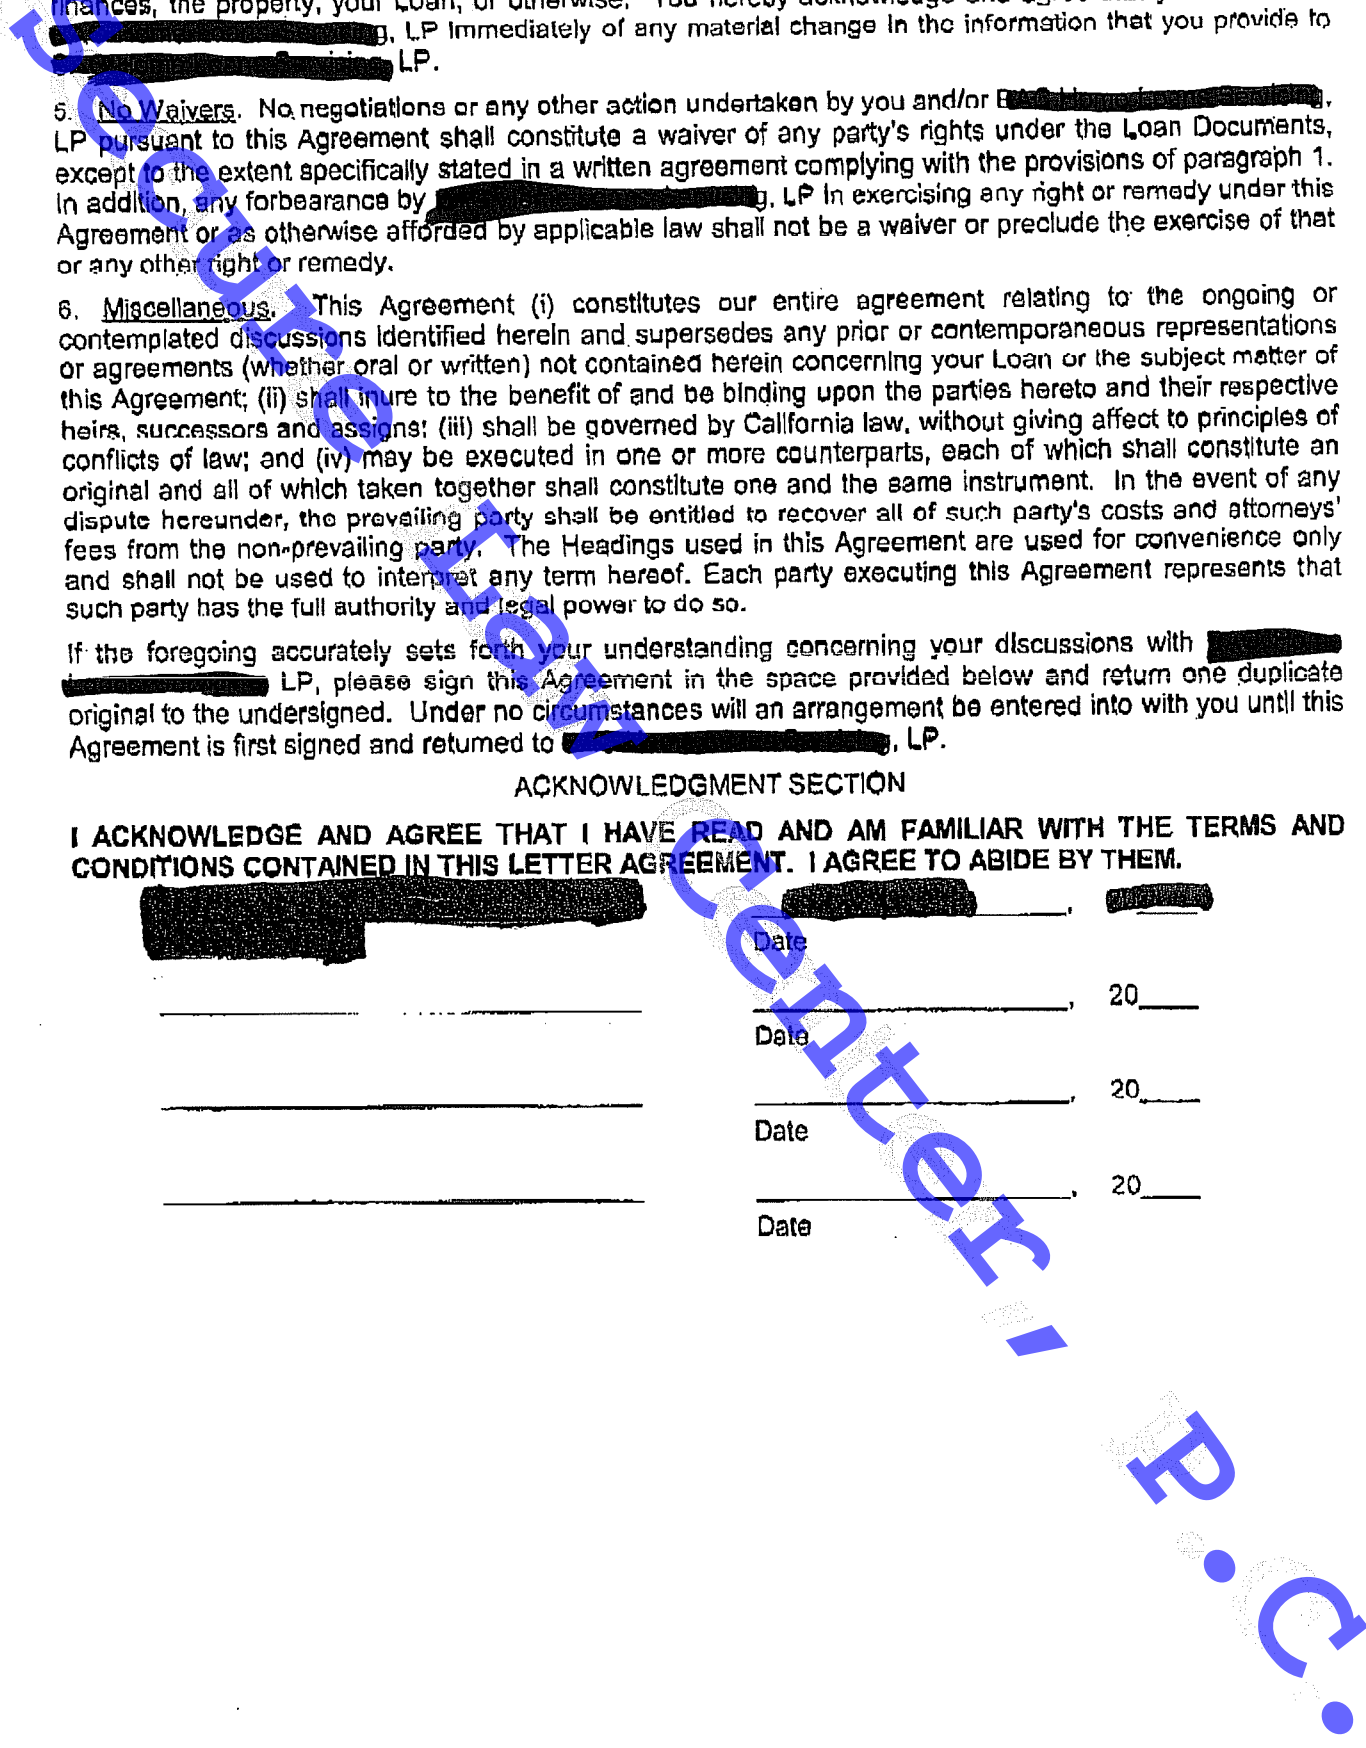 finances, the property, your Loan, or otherwise. You hereby acknowledge and agree
g, LP immediately of any material change in the information that you provide to
LP.
5. No Waivers. No negotiations or any other action undertaken by you and/or
LP pursuant to this Agreement shall constitute a waiver of any party's rights under the Loan Documents,
except to the extent specifically stated in a written agreement complying with the provisions of paragraph 1.
In addition, any forbearance by g, LP in exercising any right or remedy under this
Agreement or as otherwise afforded by applicable law shall not be a waiver or preclude the exercise of that
or any other right or remedy.
6. Miscellaneous. This Agreement (i) constitutes our entire agreement relating to the ongoing or
contemplated discussions identified herein and supersedes any prior or contemporaneous representations
or agreements (whether oral or written) not contained herein concerning your Loan or the subject matter of
this Agreement; (ii) shall inure to the benefit of and be binding upon the parties hereto and their respective
heirs, successors and assigns; (iii) shall be governed by California law, without giving affect to principles of
conflicts of law; and (iv) may be executed in one or more counterparts, each of which shall constitute an
original and all of which taken together shall constitute one and the same instrument. In the event of any
dispute hereunder, the prevailing party shall be entitled to recover all of such party's costs and attorneys'
fees from the non-prevailing party. The Headings used in this Agreement are used for convenience only
and shall not be used to interpret any term hereof. Each party executing this Agreement represents that
such party has the full authority and legal power to do so.
If the foregoing accurately sets forth your understanding concerning your discussions with
LP, please sign this Agreement in the space provided below and return one duplicate
original to the undersigned. Under no circumstances will an arrangement be entered into with you until this
Agreement is first signed and returned to , LP.
ACKNOWLEDGMENT SECTION
I ACKNOWLEDGE AND AGREE THAT I HAVE READ AND AM FAMILIAR WITH THE TERMS AND
CONDITIONS CONTAINED IN THIS LETTER AGREEMENT. I AGREE TO ABIDE BY THEM.
Date
, 20
Date
, 20
Date
, 20
Date
Secure Law Center, P.C.